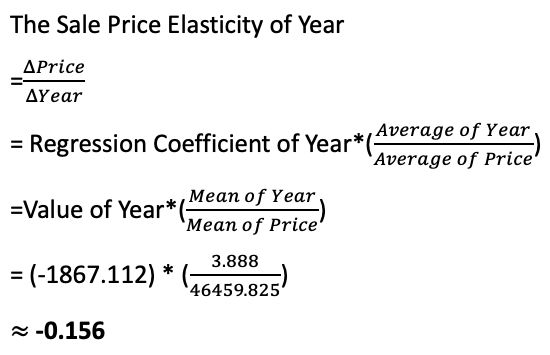 The Sale Price Elasticity of Year
=ΔPrice/ΔYear
= Regression Coefficient of Year*(Average of Year/Average of Price)
=Value of Year*(Mean of Year/Mean of Price)
= (-1867.112) * (3.888/46459.825)
≈ -0.156